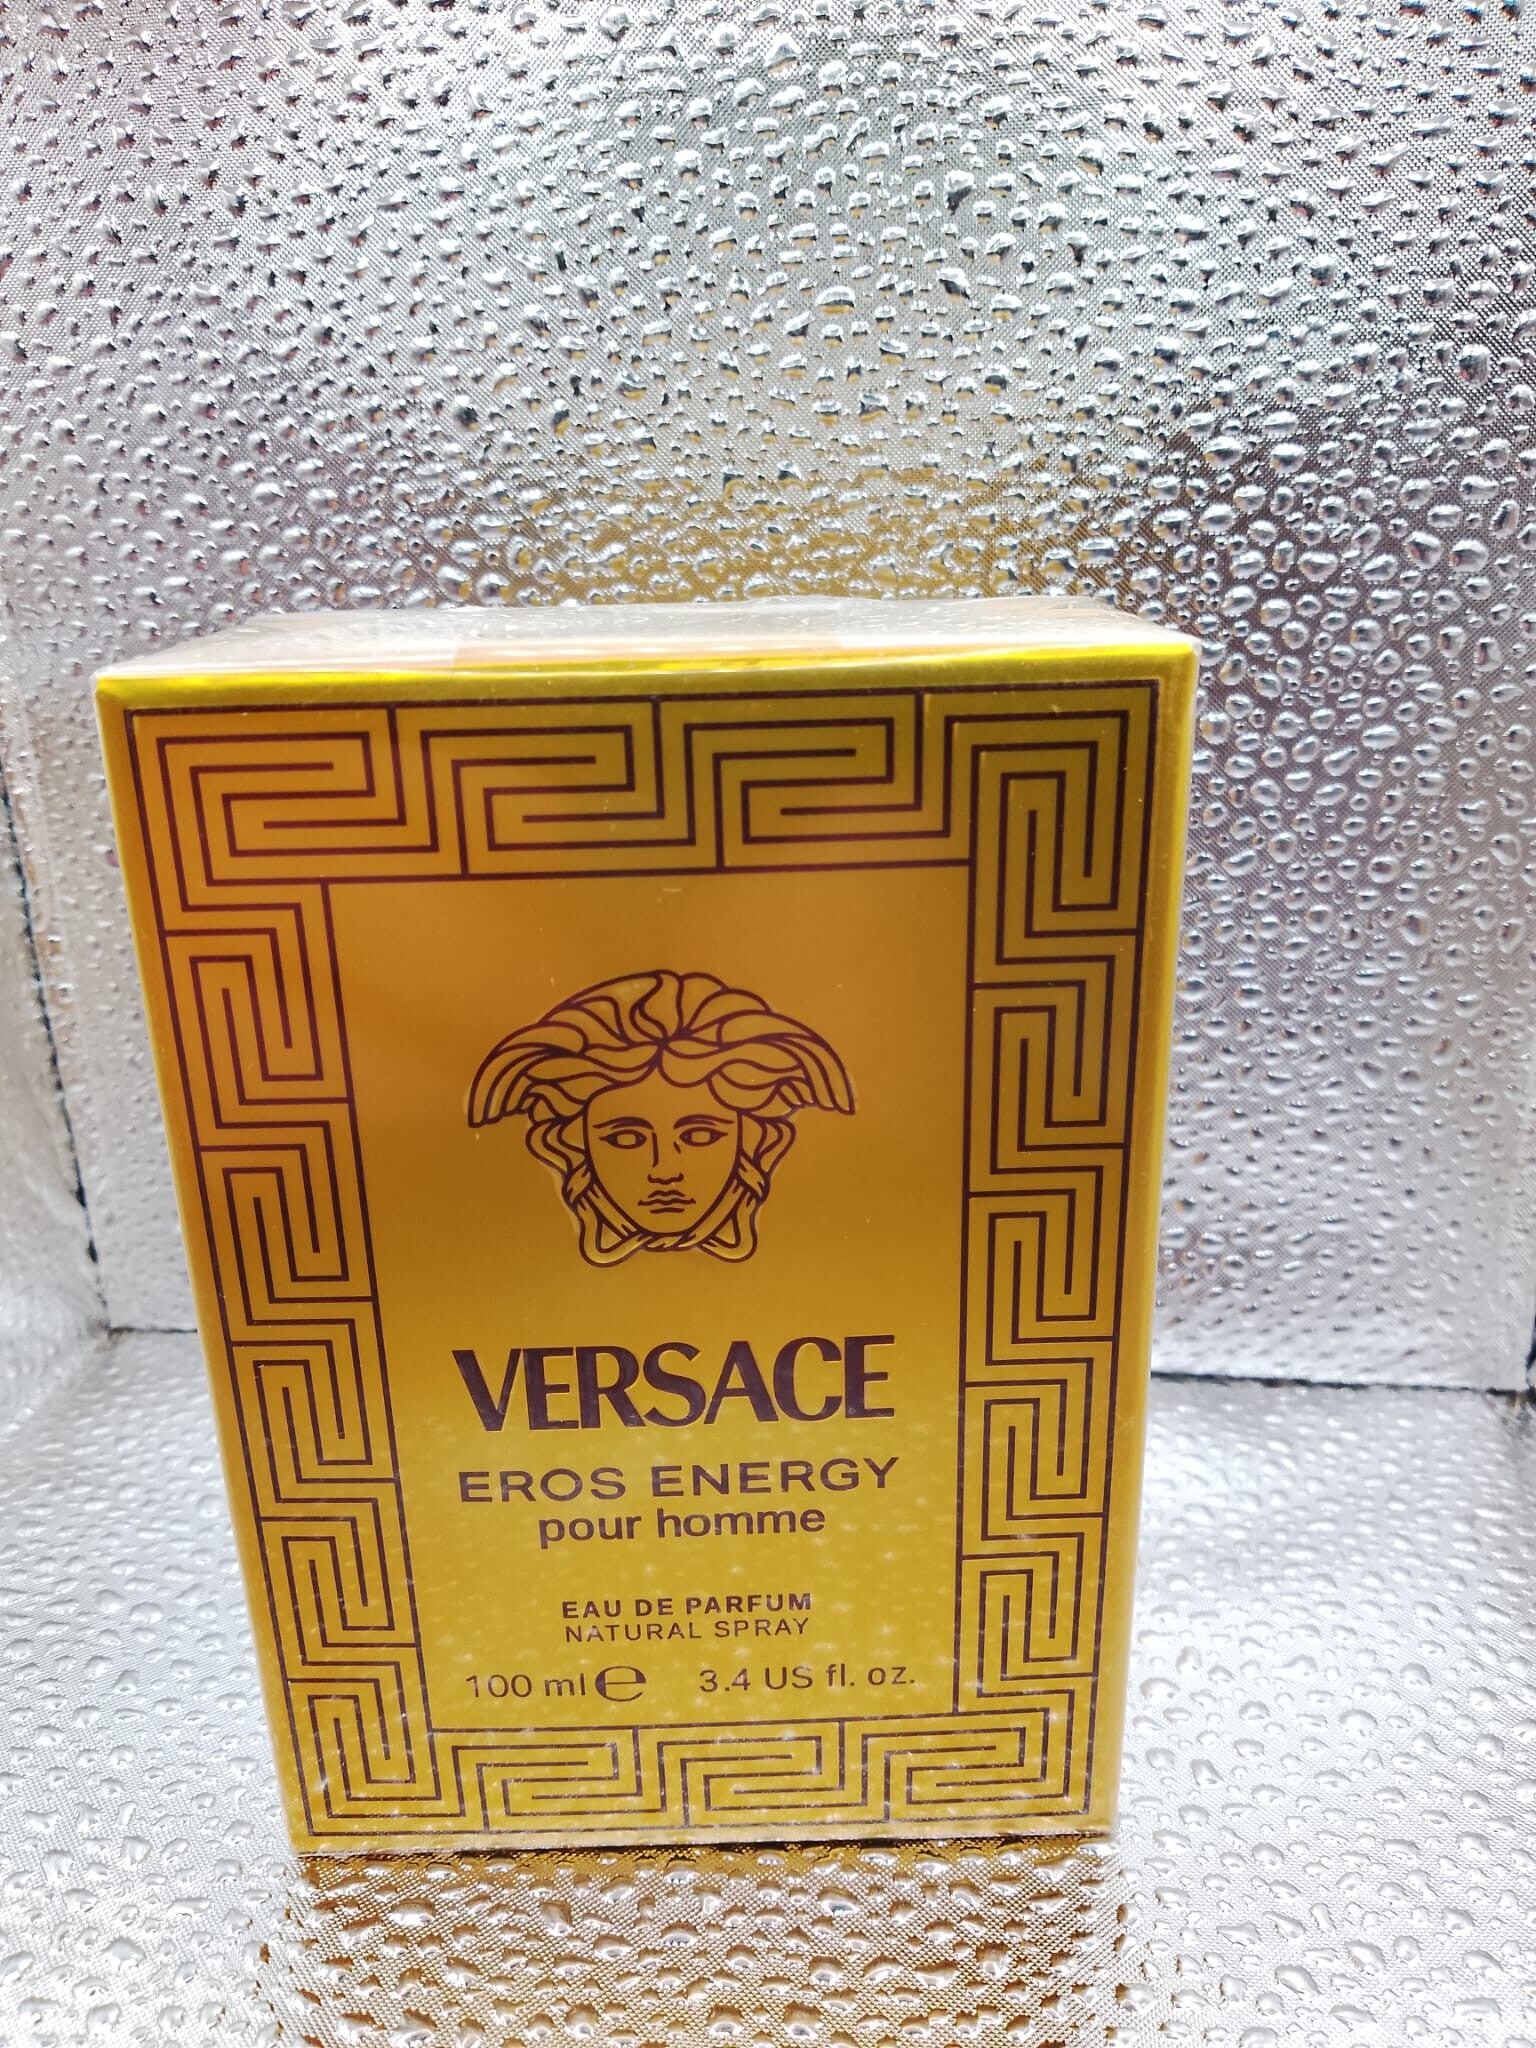 VERSACE
EROS ENERGY
pour homme
EAU DE PARFUM
NATURAL SPRAY
100 ml ℮ 3.4 US fl. oz.